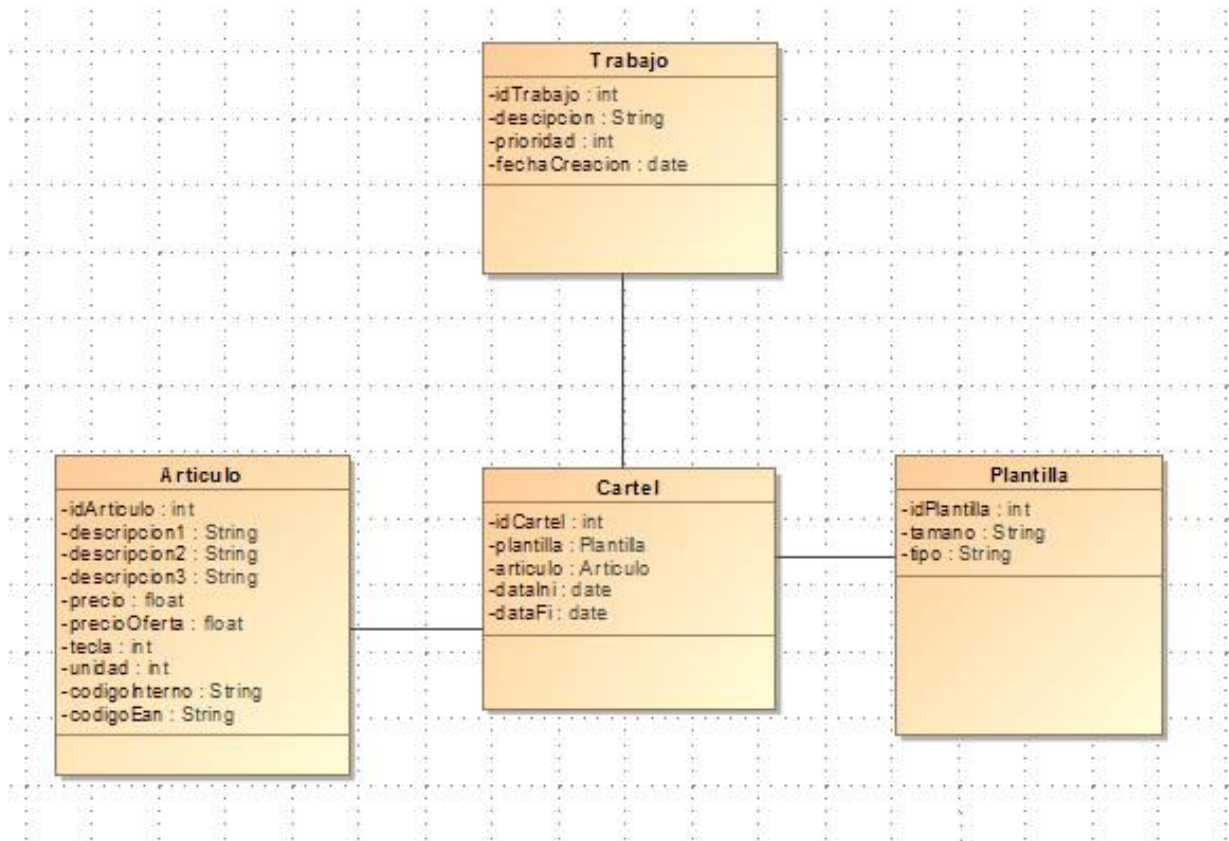 Trabajo
-idTrabajo : int
-descipcion : String
-prioridad : int
-fechaCreacion : date
Articulo
-idArticulo : int
-descripcion1 : String
-descripcion2 : String
-descripcion3 : String
-precio : float
-precioOferta : float
-tecla : int
-unidad : int
-codigoInterno : String
-codigoEan : String
Cartel
-idCartel : int
-plantilla : Plantilla
-articulo : Articulo
-dataIni : date
-dataFi : date
Plantilla
-idPlantilla : int
-tamano : String
-tipo : String